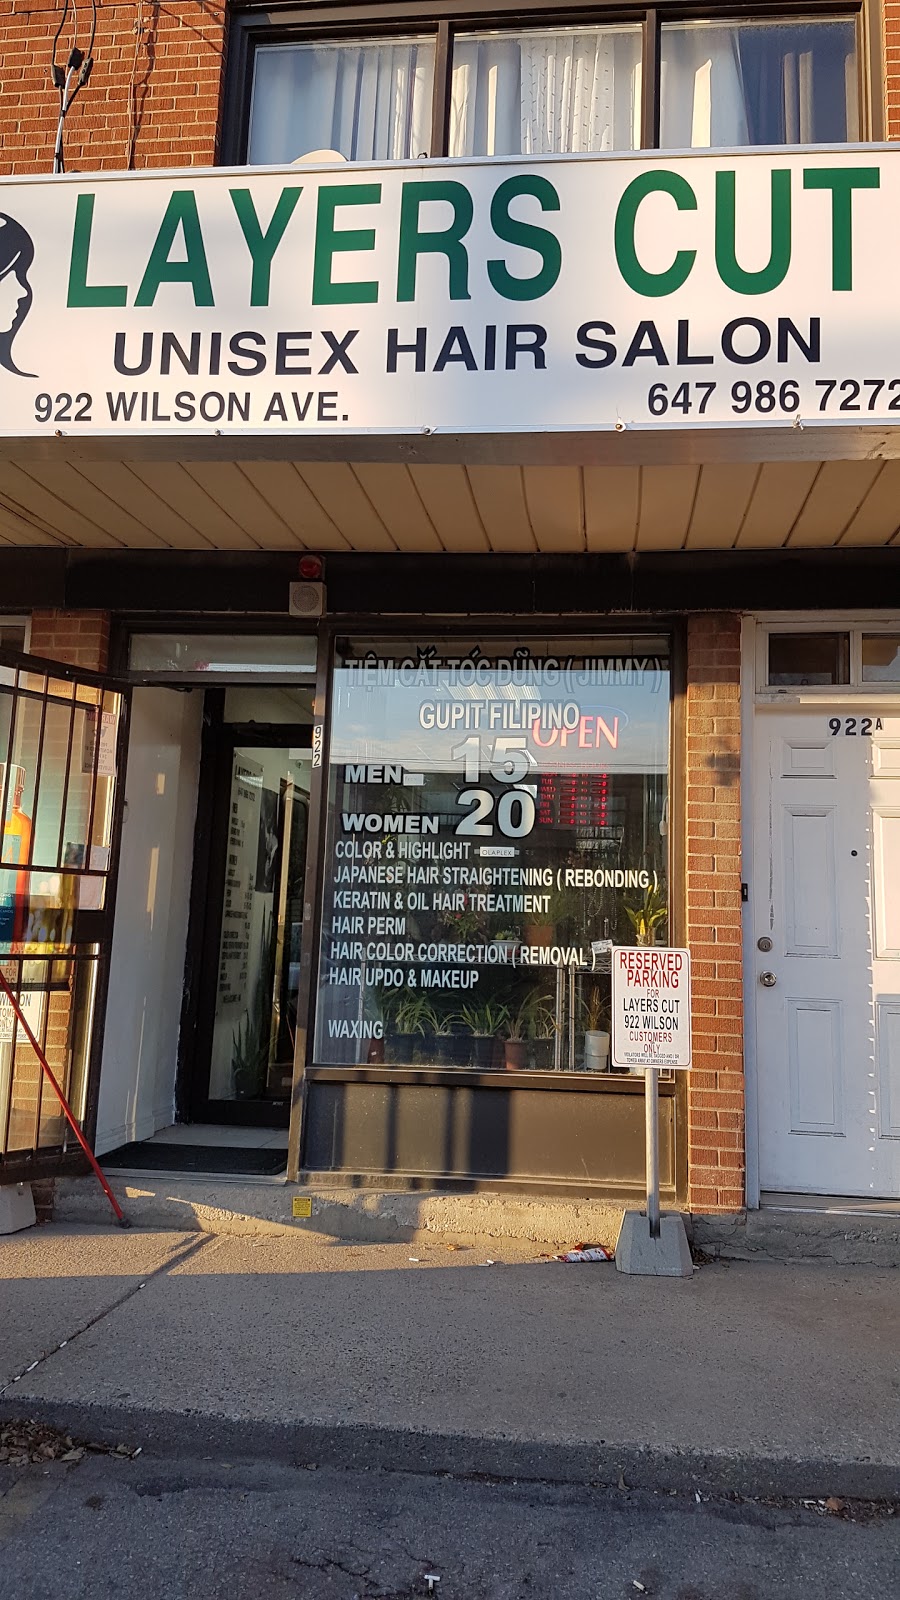 LAYERS CUT
UNISEX HAIR SALON
922 WILSON AVE.
647 986 7272
TIỆM CẮT TÓC DŨNG ( JIMMY )
GUPIT FILIPINO
OPEN
922
MEN 15
WOMEN 20
COLOR & HIGHLIGHT OLAPLEX
JAPANESE HAIR STRAIGHTENING ( REBONDING )
KERATIN & OIL HAIR TREATMENT
HAIR PERM
HAIR COLOR CORRECTION ( REMOVAL )
HAIR UPDO & MAKEUP
WAXING
922A
RESERVED
PARKING
FOR
LAYERS CUT
922 WILSON
CUSTOMERS
ONLY